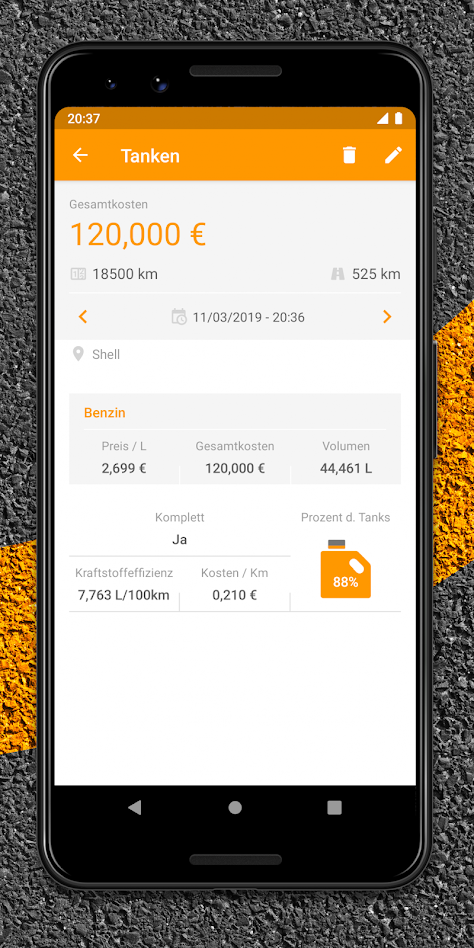 20:37
Tanken
Gesamtkosten
120,000 €
18500 km 525 km
11/03/2019 - 20:36
Shell
Benzin
Preis / L Gesamtkosten Volumen
2,699 € 120,000 € 44,461 L
Komplett Prozent d. Tanks
Ja
Kraftstoffeffizienz Kosten / Km
88%
7,763 L/100km 0,210 €